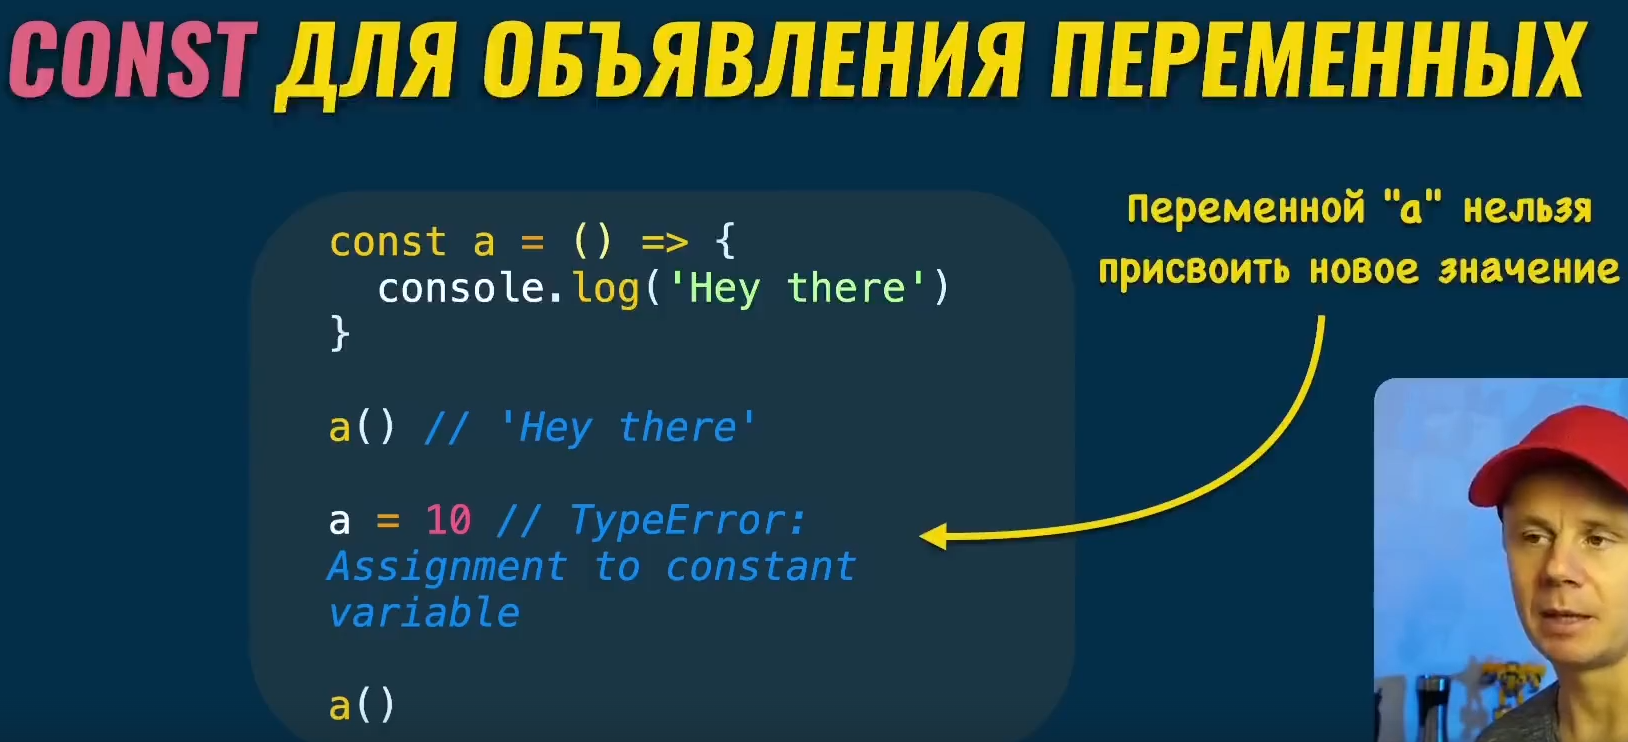 CONST ДЛЯ ОБЪЯВЛЕНИЯ ПЕРЕМЕННЫХ
Переменной "a" нельзя
присвоить новое значение
const a = () => {
  console.log('Hey there')
}
a() // 'Hey there'
a = 10 // TypeError:
Assignment to constant
variable
a()